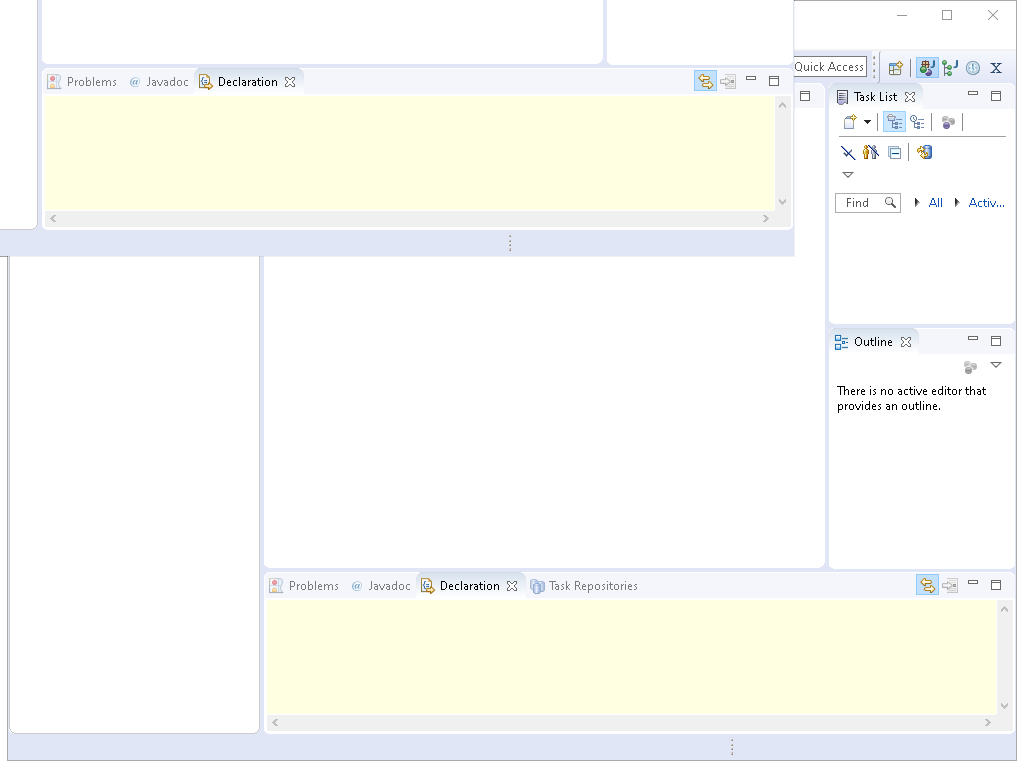 Quick Access
Problems @ Javadoc Declaration
Task List
Find All Activ...
Outline
There is no active editor that
provides an outline.
Problems @ Javadoc Declaration Task Repositories